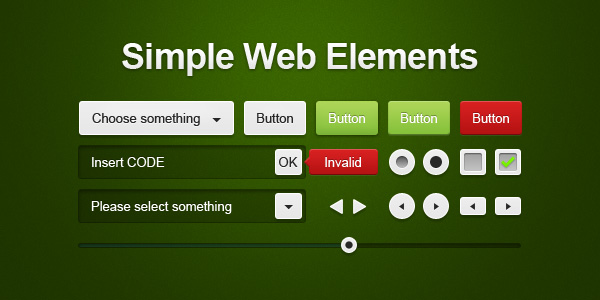 Simple Web Elements
Choose something Button Button Button Button
Insert CODE OK Invalid
Please select something